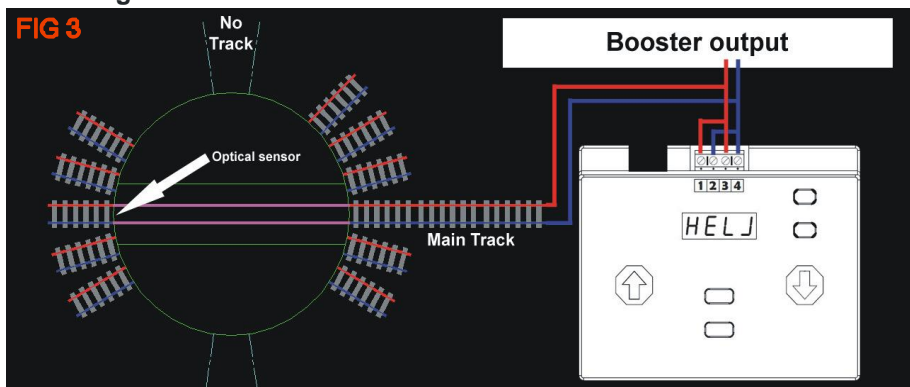 FIG 3
No
Track
Booster output
Optical sensor
1 2 3 4
HELJ
Main Track